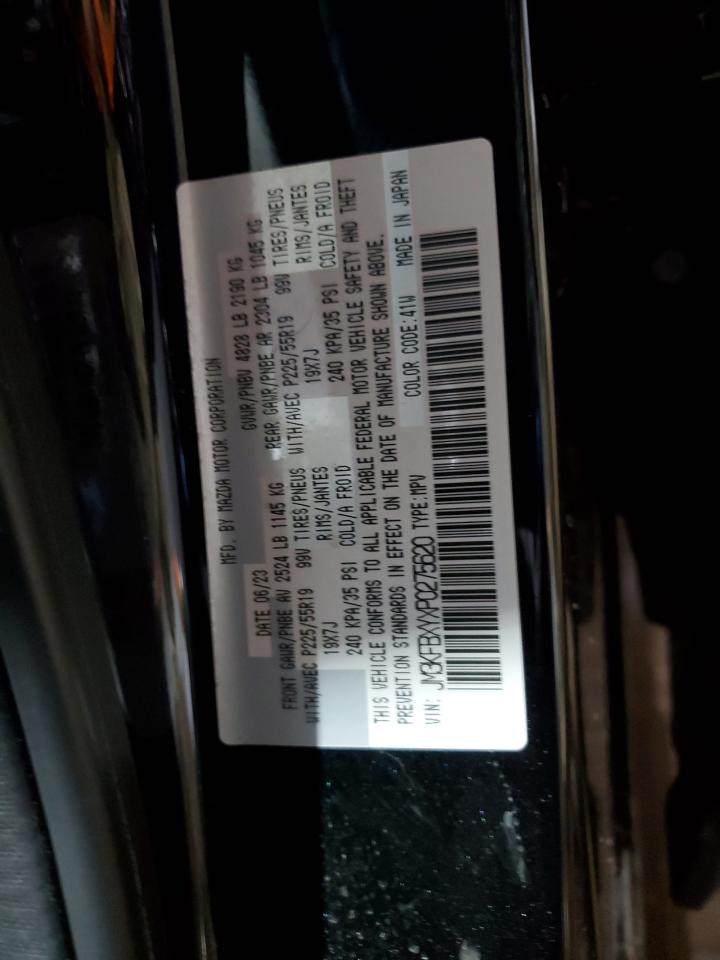 MFD. BY MAZDA MOTOR CORPORATION
DATE 06/23 GVWR/PNBV 4828 LB 2190 KG
FRONT GAWR/PNBE AV 2524 LB 1145 KG REAR GAWR/PNBE AR 2304 LB 1045 KG
WITH/AVEC P225/55R19 99V TIRES/PNEUS WITH/AVEC P225/55R19 99V TIRES/PNEUS
19X7J RIMS/JANTES 19X7J RIMS/JANTES
240 KPA/35 PSI COLD/A FROID 240 KPA/35 PSI COLD/A FROID
THIS VEHICLE CONFORMS TO ALL APPLICABLE FEDERAL MOTOR VEHICLE SAFETY AND THEFT
PREVENTION STANDARDS IN EFFECT ON THE DATE OF MANUFACTURE SHOWN ABOVE.
VIN: JM3KFBXYXP0275620 TYPE:MPV COLOR CODE:41W MADE IN JAPAN